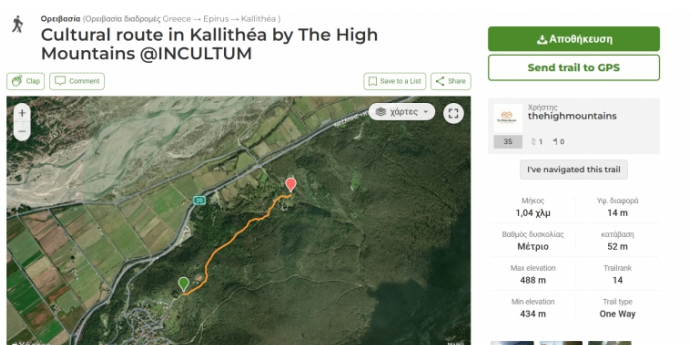 Ορειβασία (Ορειβασία διαδρομές Greece → Epirus → Kallithéa )
Cultural route in Kallithéa by The High
Mountains @INCULTUM
Clap
Comment
Save to a List
Share
χάρτες
20
Αποθήκευση
Send trail to GPS
Χρήστης
thehighmountains
35
1
0
I've navigated this trail
Μήκος
Υψ. διαφορά
1,04 χλμ
14 m
Βαθμός δυσκολίας
κατάβαση
Μέτριο
52 m
Max elevation
Trailrank
488 m
14
Min elevation
Trail type
434 m
One Way